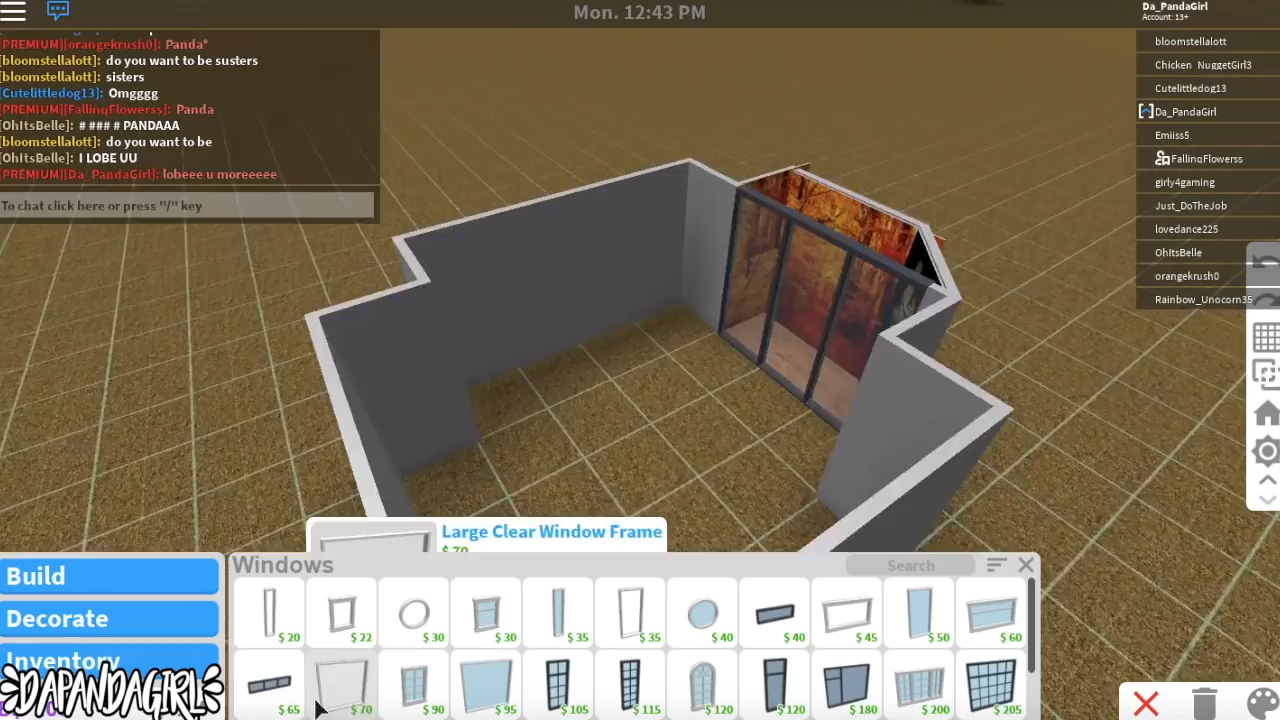 Mon. 12:43 PM
Da_PandaGirl
Account: 13+
[PREMIUM][orangekrush0]: Panda*
[bloomstellalott]: do you want to be susters
[bloomstellalott]: sisters
[Cutelittledog13]: Omgggg
[PREMIUM][FallingFlowerss]: Panda
[OhItsBelle]: # ### # PANDAAA
[bloomstellalott]: do you want to be
[OhItsBelle]: I LOBE UU
[PREMIUM][Da_PandaGirl]: lobeee u moreeeee
To chat click here or press "/" key
bloomstellalott
Chicken_NuggetGirl3
Cutelittledog13
Da_PandaGirl
Emiiss5
FallingFlowerss
girly4gaming
Just_DoTheJob
lovedance225
OhItsBelle
orangekrush0
Rainbow_Unocorn35
Large Clear Window Frame
$70
Build
Decorate
Inventory
DAPANDAGIRL
Windows
Search
$ 20
$ 22
$ 30
$ 30
$ 35
$ 35
$ 40
$ 40
$ 45
$ 50
$ 60
$ 65
$ 70
$ 90
$ 95
$ 105
$ 115
$ 120
$ 120
$ 180
$ 200
$ 205